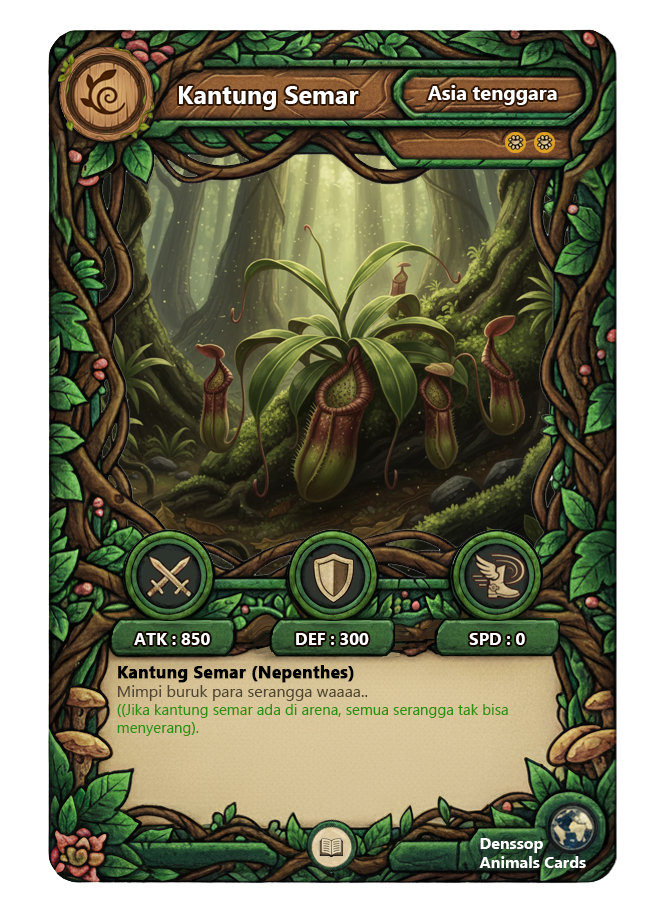 Kantung Semar
Asia tenggara
ATK : 850
DEF : 300
SPD : 0
Kantung Semar (Nepenthes)
Mimpi buruk para serangga waaaa..
((Jika kantung semar ada di arena, semua serangga tak bisa
menyerang).
Denssop
Animals Cards